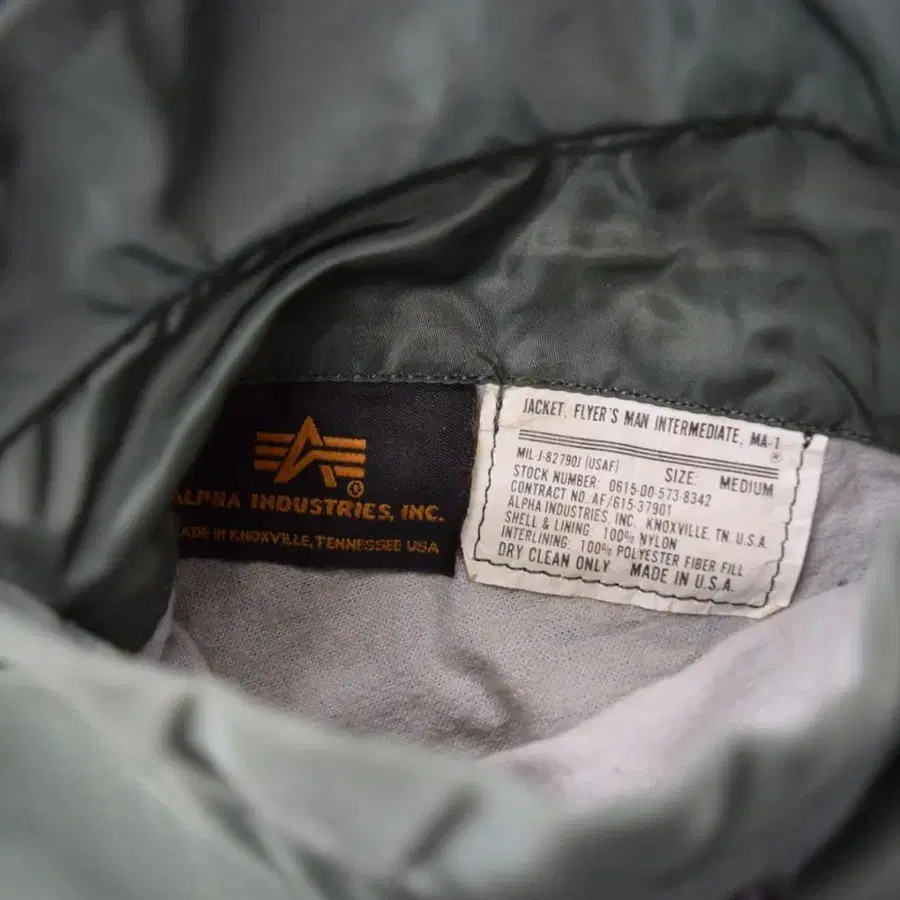 ALPHA INDUSTRIES, INC.
MADE IN KNOXVILLE, TENNESSEE USA
JACKET, FLYER'S MAN INTERMEDIATE, MA-1
®
MIL-J-8279OJ (USAF) SIZE: MEDIUM
STOCK NUMBER: 0615-00-573-8342
CONTRACT NO. AF/615-37901
ALPHA INDUSTRIES, INC. KNOXVILLE, TN. U.S.A.
SHELL & LINING: 100% NYLON
INTERLINING: 100% POLYESTER FIBER FILL
DRY CLEAN ONLY MADE IN U.S.A.